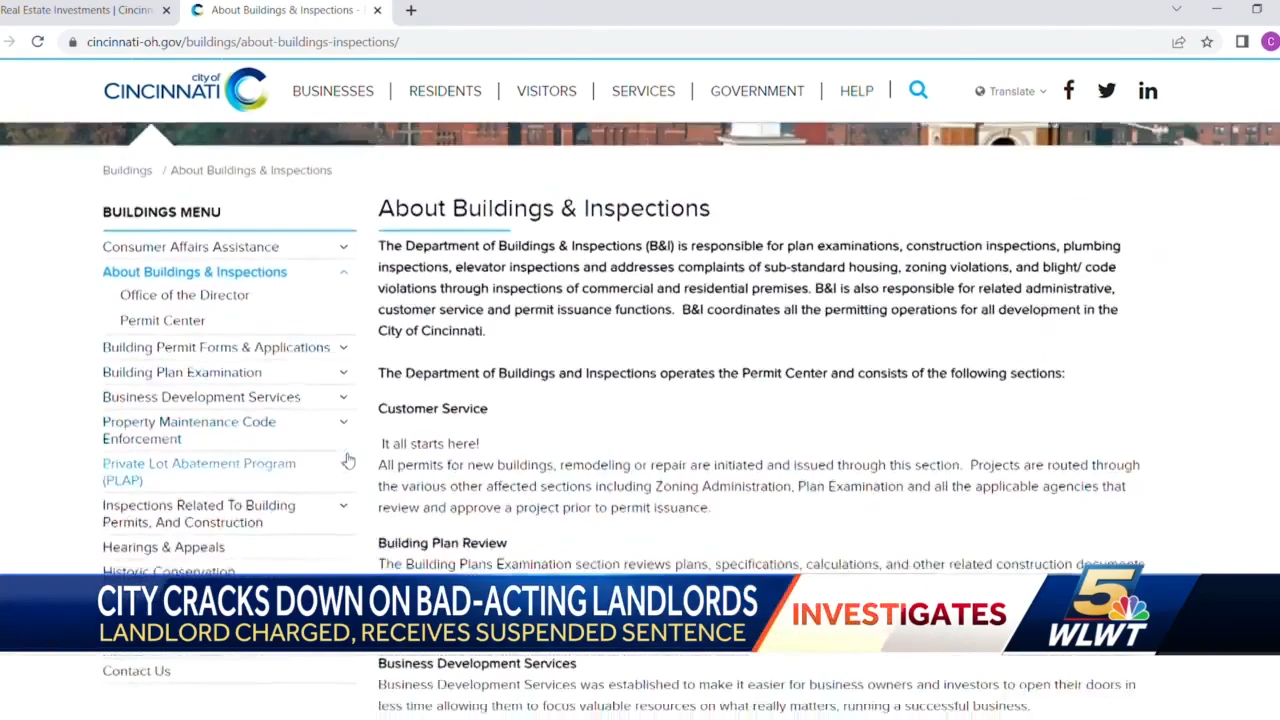 Real Estate Investments | Cincinn
About Buildings & Inspections -
cincinnati-oh.gov/buildings/about-buildings-inspections/
C
city of
CINCINNATI
BUSINESSES | RESIDENTS | VISITORS | SERVICES | GOVERNMENT | HELP |
Translate
Buildings / About Buildings & Inspections
BUILDINGS MENU
Consumer Affairs Assistance
About Buildings & Inspections
Office of the Director
Permit Center
Building Permit Forms & Applications
Building Plan Examination
Business Development Services
Property Maintenance Code
Enforcement
Private Lot Abatement Program
(PLAP)
Inspections Related To Building
Permits, And Construction
Hearings & Appeals
Historic Conservation
Contact Us
About Buildings & Inspections
The Department of Buildings & Inspections (B&I) is responsible for plan examinations, construction inspections, plumbing
inspections, elevator inspections and addresses complaints of sub-standard housing, zoning violations, and blight/ code
violations through inspections of commercial and residential premises. B&I is also responsible for related administrative,
customer service and permit issuance functions. B&I coordinates all the permitting operations for all development in the
City of Cincinnati.
The Department of Buildings and Inspections operates the Permit Center and consists of the following sections:
Customer Service
It all starts here!
All permits for new buildings, remodeling or repair are initiated and issued through this section. Projects are routed through
the various other affected sections including Zoning Administration, Plan Examination and all the applicable agencies that
review and approve a project prior to permit issuance.
Building Plan Review
The Building Plans Examination section reviews plans, specifications, calculations, and other related construction documents
Business Development Services
Business Development Services was established to make it easier for business owners and investors to open their doors in
less time allowing them to focus valuable resources on what really matters, running a successful business.
CITY CRACKS DOWN ON BAD-ACTING LANDLORDS
LANDLORD CHARGED, RECEIVES SUSPENDED SENTENCE
INVESTIGATES
5
WLWT